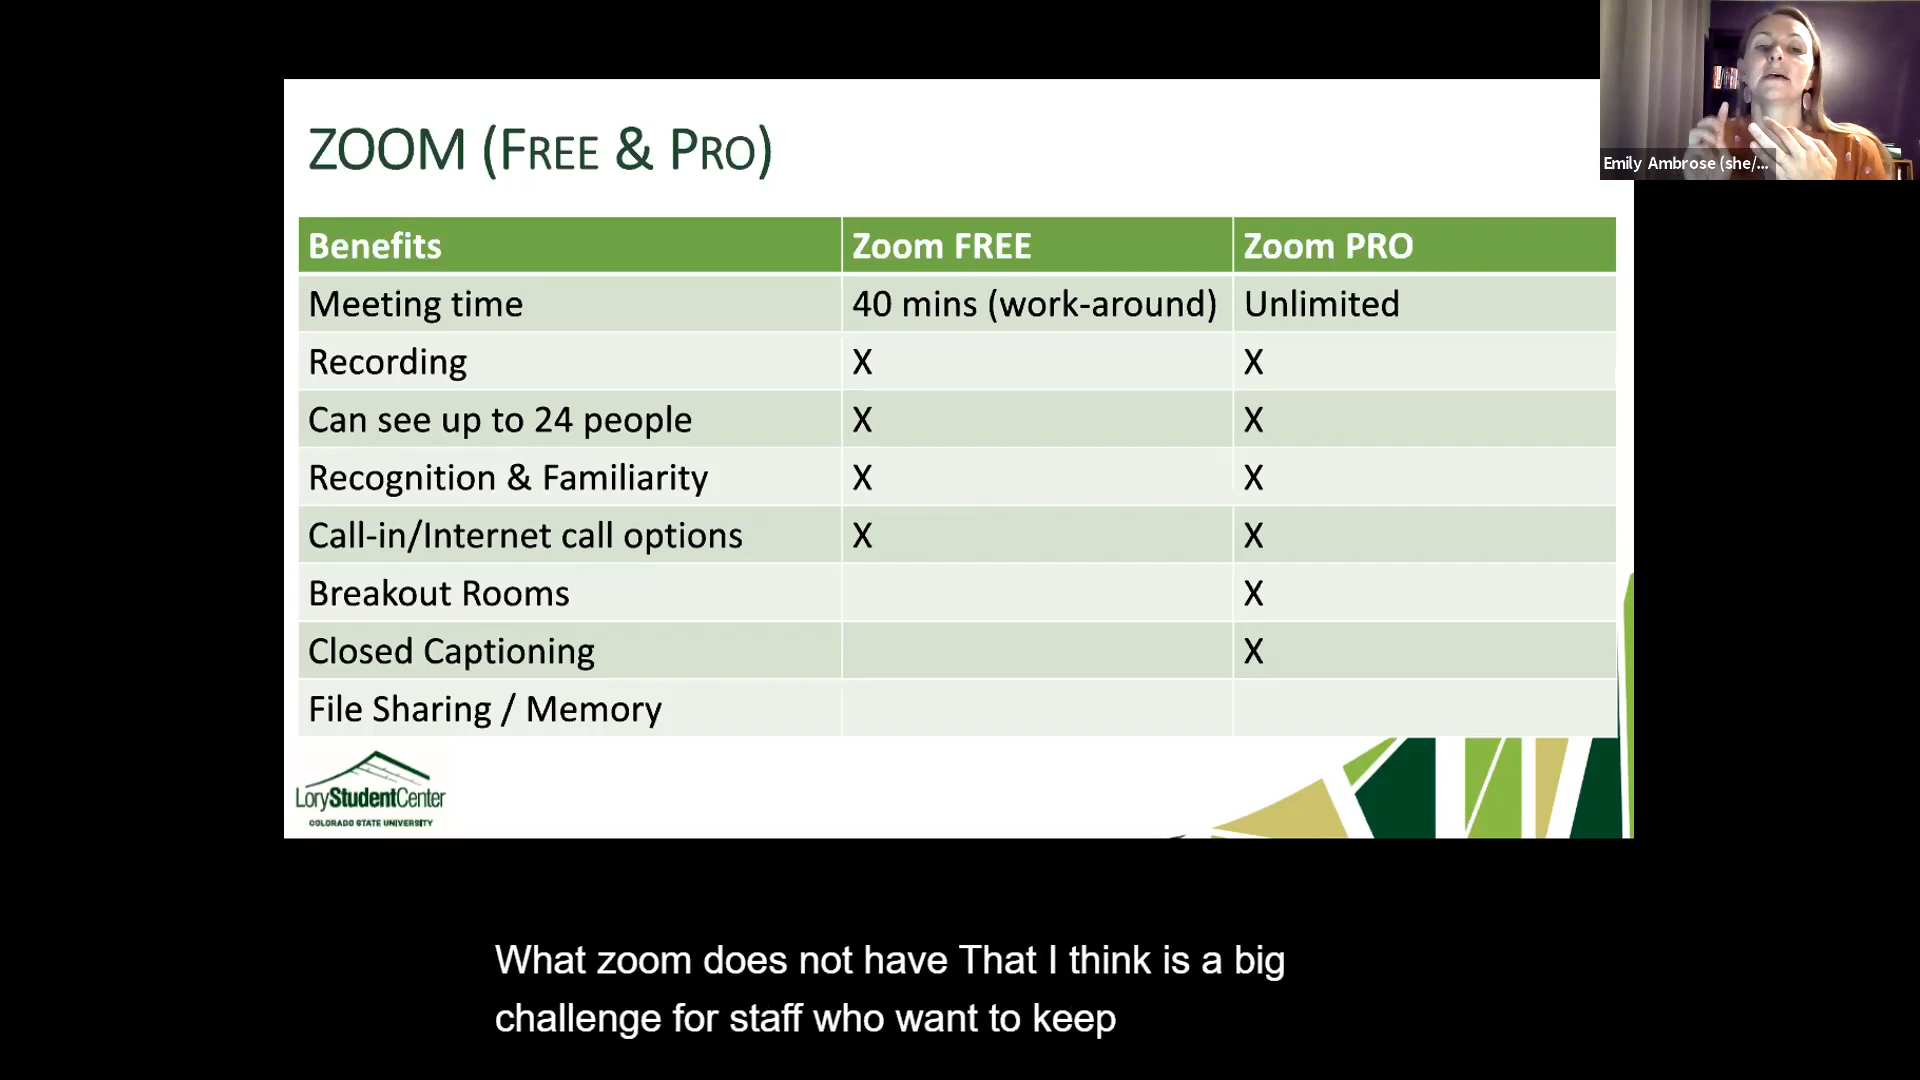 ZOOM (FREE & PRO)
Benefits Zoom FREE Zoom PRO
Meeting time 40 mins (work-around) Unlimited
Recording X X
Can see up to 24 people X X
Recognition & Familiarity X X
Call-in/Internet call options X X
Breakout Rooms X
Closed Captioning X
File Sharing / Memory
LoryStudentCenter
COLORADO STATE UNIVERSITY
Emily Ambrose (she/...
What zoom does not have That I think is a big
challenge for staff who want to keep